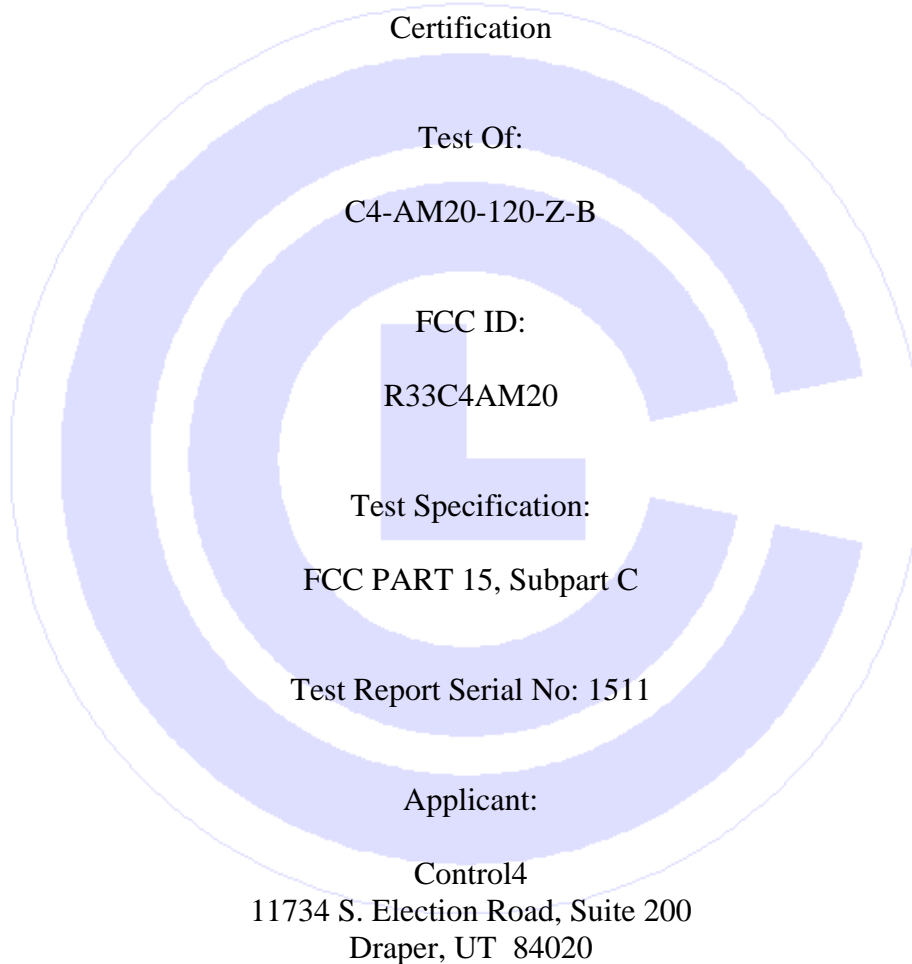 Certification
Test Of:
C4-AM20-120-Z-B
FCC ID:
R33C4AM20
Test Specification:
FCC PART 15, Subpart C
Test Report Serial No: 1511
Applicant:
Control4
11734 S. Election Road, Suite 200
Draper, UT 84020